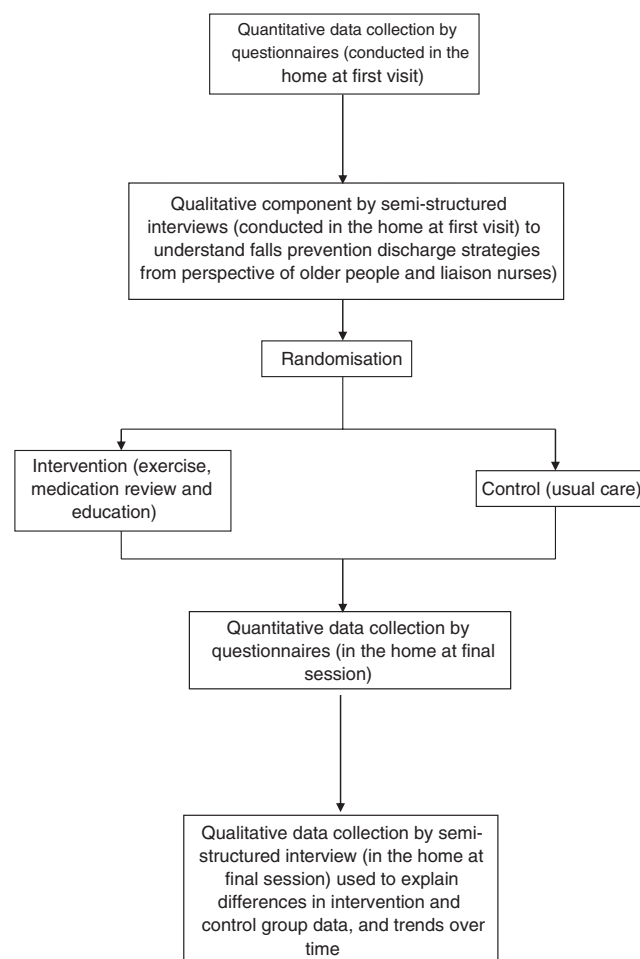 Quantitative data collection by
questionnaires (conducted in the
home at first visit)
Qualitative component by semi-structured
interviews (conducted in the home at first visit) to
understand falls prevention discharge strategies
from perspective of older people and liaison nurses)
Randomisation
Intervention (exercise,
medication review and
education)
Control (usual care)
Quantitative data collection by
questionnaires (in the home at final
session)
Qualitative data collection by semi-
structured interview (in the home at
final session) used to explain
differences in intervention and
control group data, and trends over
time